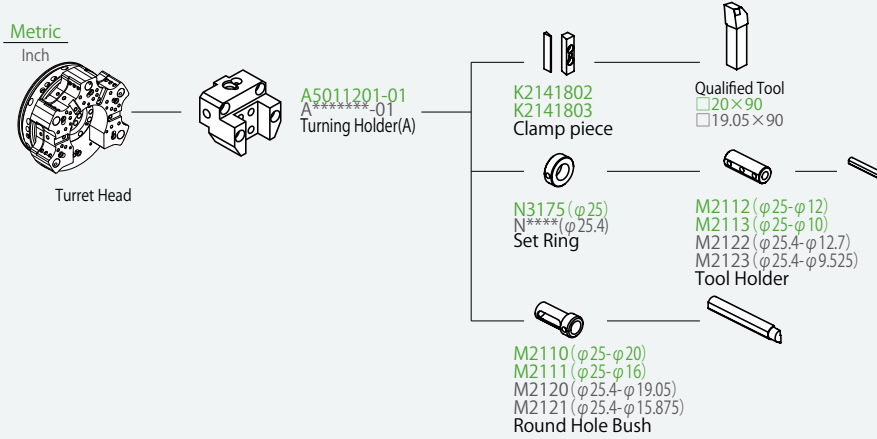 Metric
Inch
Turret Head
A5011201-01
A*******-01
Turning Holder(A)
K2141802
K2141803
Clamp piece
Qualified Tool
□20×90
□19.05×90
N3175(φ25)
N****(φ25.4)
Set Ring
M2112(φ25-φ12)
M2113(φ25-φ10)
M2122(φ25.4-φ12.7)
M2123(φ25.4-φ9.525)
Tool Holder
M2110(φ25-φ20)
M2111(φ25-φ16)
M2120(φ25.4-φ19.05)
M2121(φ25.4-φ15.875)
Round Hole Bush